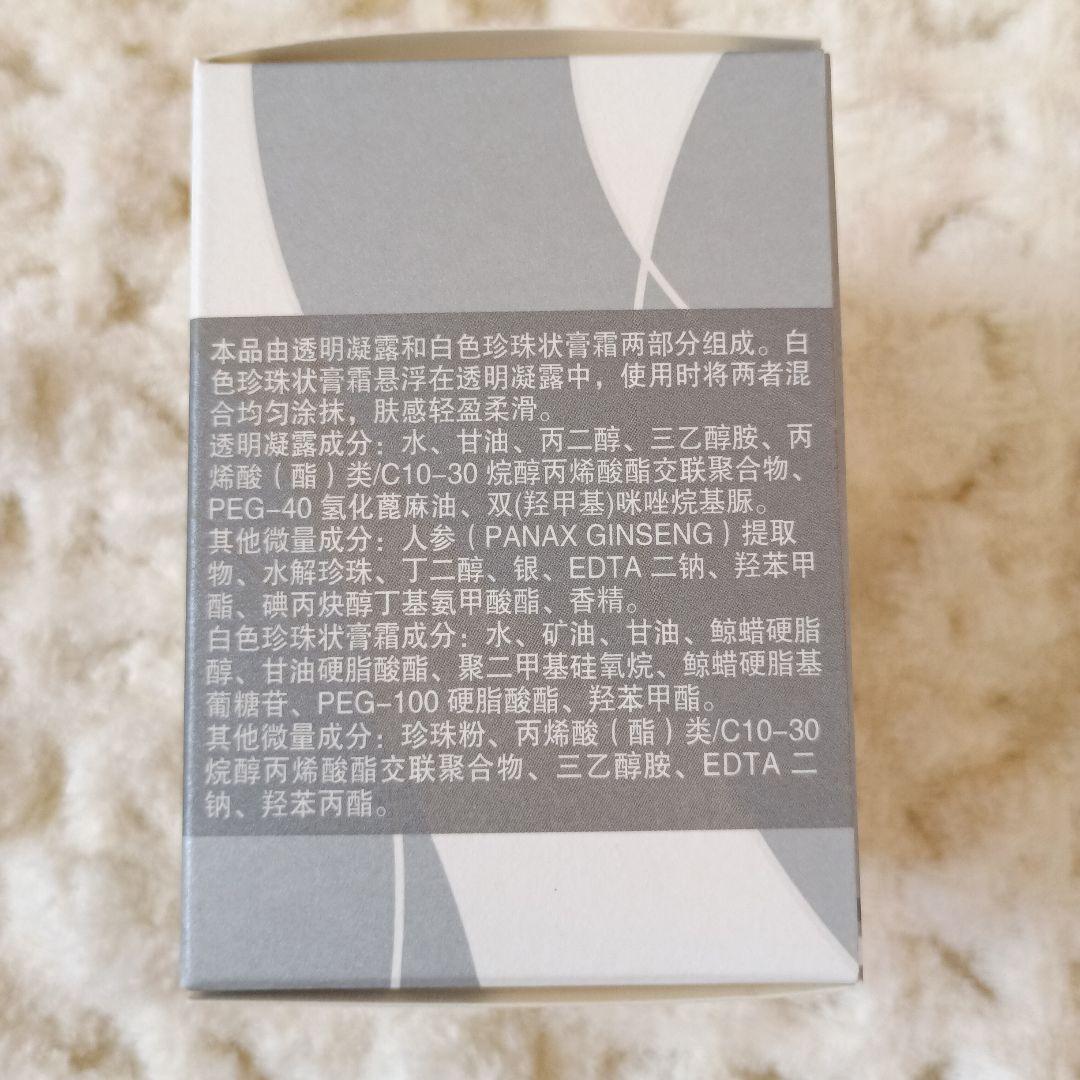 本品由透明凝露和白色珍珠状膏霜两部分组成。白
色珍珠状膏霜悬浮在透明凝露中，使用时将两者混
合均匀涂抹，肤感轻盈柔滑。
透明凝露成分：水、甘油、丙二醇、三乙醇胺、丙
烯酸（酯）类/C10-30 烷醇丙烯酸酯交联聚合物、
PEG-40 氢化蓖麻油、双(羟甲基)咪唑烷基脲。
其他微量成分：人参（PANAX GINSENG）提取
物、水解珍珠、丁二醇、银、EDTA 二钠、羟苯甲
酯、碘丙炔醇丁基氨甲酸酯、香精。
白色珍珠状膏霜成分：水、矿油、甘油、鲸蜡硬脂
醇、甘油硬脂酸酯、聚二甲基硅氧烷、鲸蜡硬脂基
葡糖苷、PEG-100 硬脂酸酯、羟苯甲酯。
其他微量成分：珍珠粉、丙烯酸（酯）类/C10-30
烷醇丙烯酸酯交联聚合物、三乙醇胺、EDTA 二
钠、羟苯丙酯。